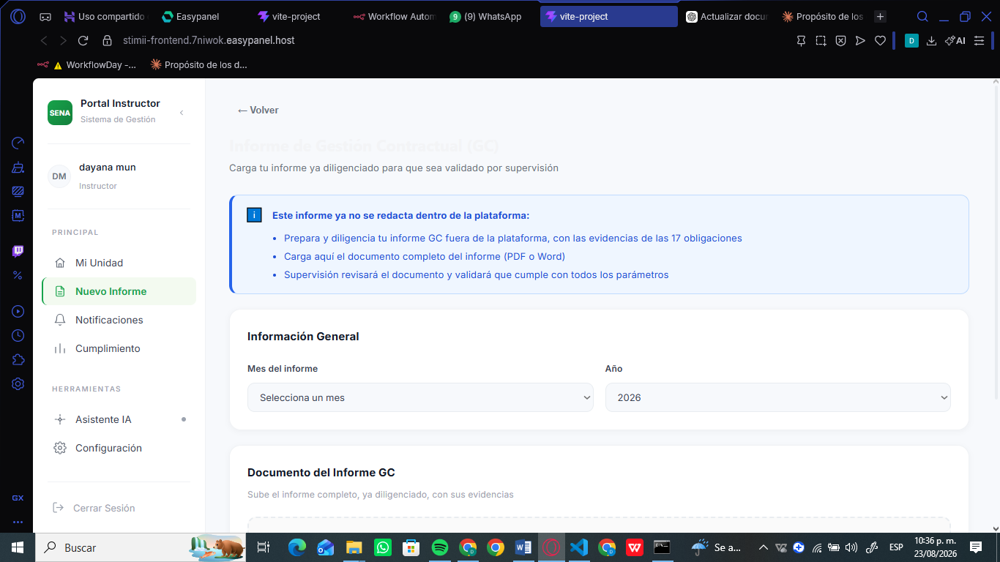 Uso compartido
Easypanel
vite-project
Workflow Autom
(9) WhatsApp
vite-project
Actualizar docu
Propósito de los
stimii-frontend.7niwok.easypanel.host
D
AI
WorkflowDay -...
Propósito de los d...
SENA
Portal Instructor
Sistema de Gestión
DM
dayana mun
Instructor
PRINCIPAL
Mi Unidad
Nuevo Informe
Notificaciones
Cumplimiento
HERRAMIENTAS
Asistente IA
Configuración
Cerrar Sesión
GX
← Volver
Informe de Gestión Contractual (GC)
Carga tu informe ya diligenciado para que sea validado por supervisión
Este informe ya no se redacta dentro de la plataforma:
• Prepara y diligencia tu informe GC fuera de la plataforma, con las evidencias de las 17 obligaciones
• Carga aquí el documento completo del informe (PDF o Word)
• Supervisión revisará el documento y validará que cumple con todos los parámetros
Información General
Mes del informe
Año
Selecciona un mes
2026
Documento del Informe GC
Sube el informe completo, ya diligenciado, con sus evidencias
Buscar
Se a...
ESP
10:36 p. m.
23/08/2026